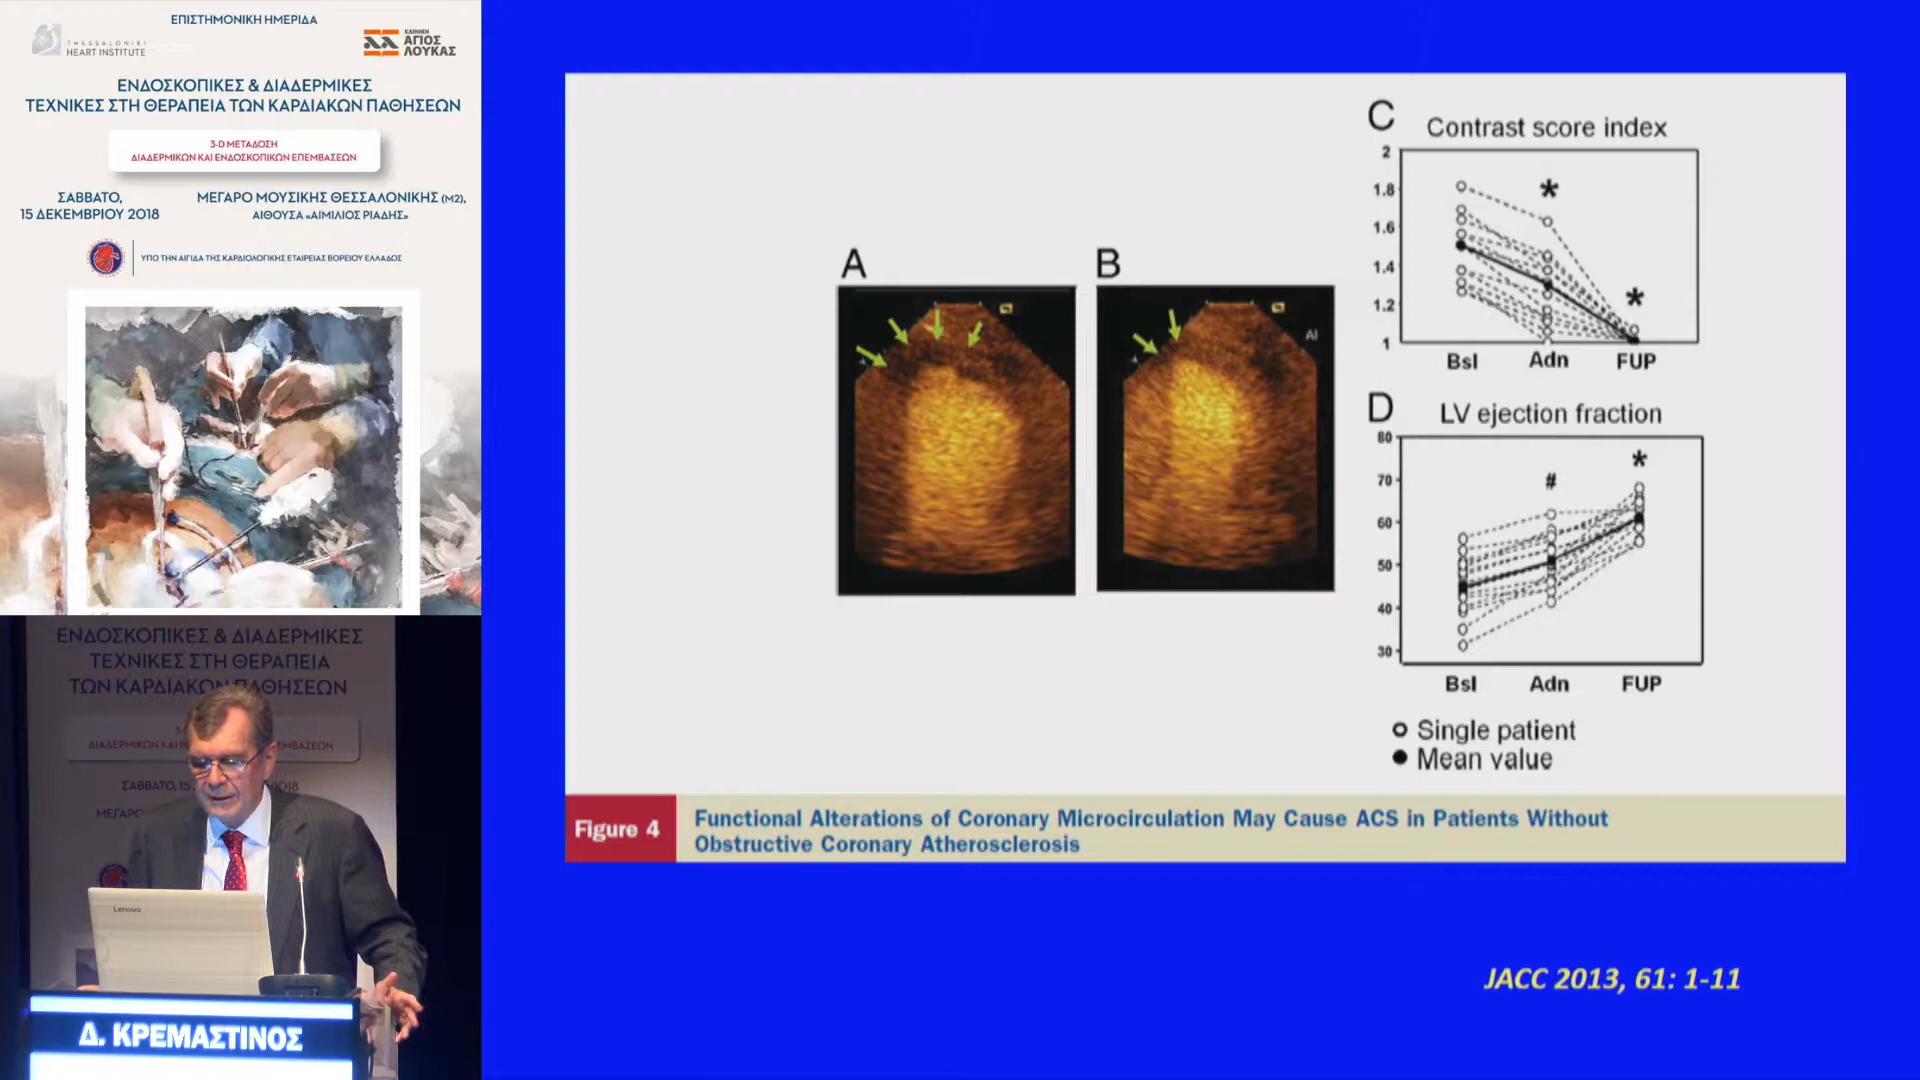 ΕΠΙΣΤΗΜΟΝΙΚΗ ΗΜΕΡΙΔΑ
THESSALONIKI
HEART INSTITUTE
ΚΛΙΝΙΚΗ
ΑΓΙΟΣ
ΛΟΥΚΑΣ
ΕΝΔΟΣΚΟΠΙΚΕΣ & ΔΙΑΔΕΡΜΙΚΕΣ
ΤΕΧΝΙΚΕΣ ΣΤΗ ΘΕΡΑΠΕΙΑ ΤΩΝ ΚΑΡΔΙΑΚΩΝ ΠΑΘΗΣΕΩΝ
3-D ΜΕΤΑΔΟΣΗ
ΔΙΑΔΕΡΜΙΚΩΝ ΚΑΙ ΕΝΔΟΣΚΟΠΙΚΩΝ ΕΠΕΜΒΑΣΕΩΝ
ΣΑΒΒΑΤΟ,
15 ΔΕΚΕΜΒΡΙΟΥ 2018
ΜΕΓΑΡΟ ΜΟΥΣΙΚΗΣ ΘΕΣΣΑΛΟΝΙΚΗΣ (Μ2),
ΑΙΘΟΥΣΑ «ΑΙΜΙΛΙΟΣ ΡΙΑΔΗΣ»
ΥΠΟ ΤΗΝ ΑΙΓΙΔΑ ΤΗΣ ΚΑΡΔΙΟΛΟΓΙΚΗΣ ΕΤΑΙΡΕΙΑΣ ΒΟΡΕΙΟΥ ΕΛΛΑΔΟΣ
ΕΝΔΟΣΚΟΠΙΚΕΣ & ΔΙΑΔΕΡΜΙΚΕΣ
ΤΕΧΝΙΚΕΣ ΣΤΗ ΘΕΡΑΠΕΙΑ
ΤΩΝ ΚΑΡΔΙΑΚΩΝ ΠΑΘΗΣΕΩΝ
ΔΙΑΔΕΡΜΙΚΩΝ ΚΑΙ
ΣΑΒΒΑΤΟ, 15
ΜΕΓΑΡΟ
Lenovo
Δ. ΚΡΕΜΑΣΤΙΝΟΣ
A
B
AI
C
Contrast score index
2
1.8
1.6
1.4
1.2
1
*
*
Bsl Adn FUP
D
LV ejection fraction
80
70
60
50
40
30
#
*
Bsl Adn FUP
Single patient
Mean value
Figure 4
Functional Alterations of Coronary Microcirculation May Cause ACS in Patients Without
Obstructive Coronary Atherosclerosis
JACC 2013, 61: 1-11